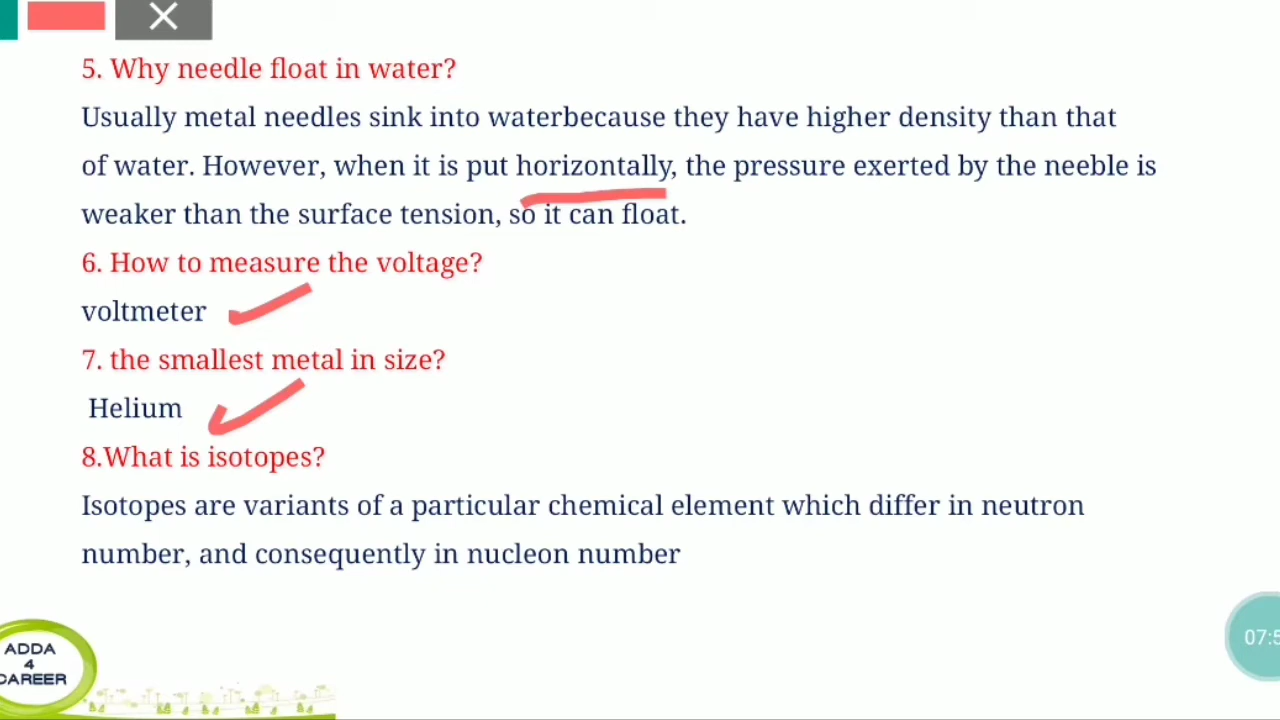 5. Why needle float in water?
Usually metal needles sink into waterbecause they have higher density than that
of water. However, when it is put horizontally, the pressure exerted by the neeble is
weaker than the surface tension, so it can float.
6. How to measure the voltage?
voltmeter
7. the smallest metal in size?
Helium
8.What is isotopes?
Isotopes are variants of a particular chemical element which differ in neutron
number, and consequently in nucleon number
ADDA
4
CAREER
07:5